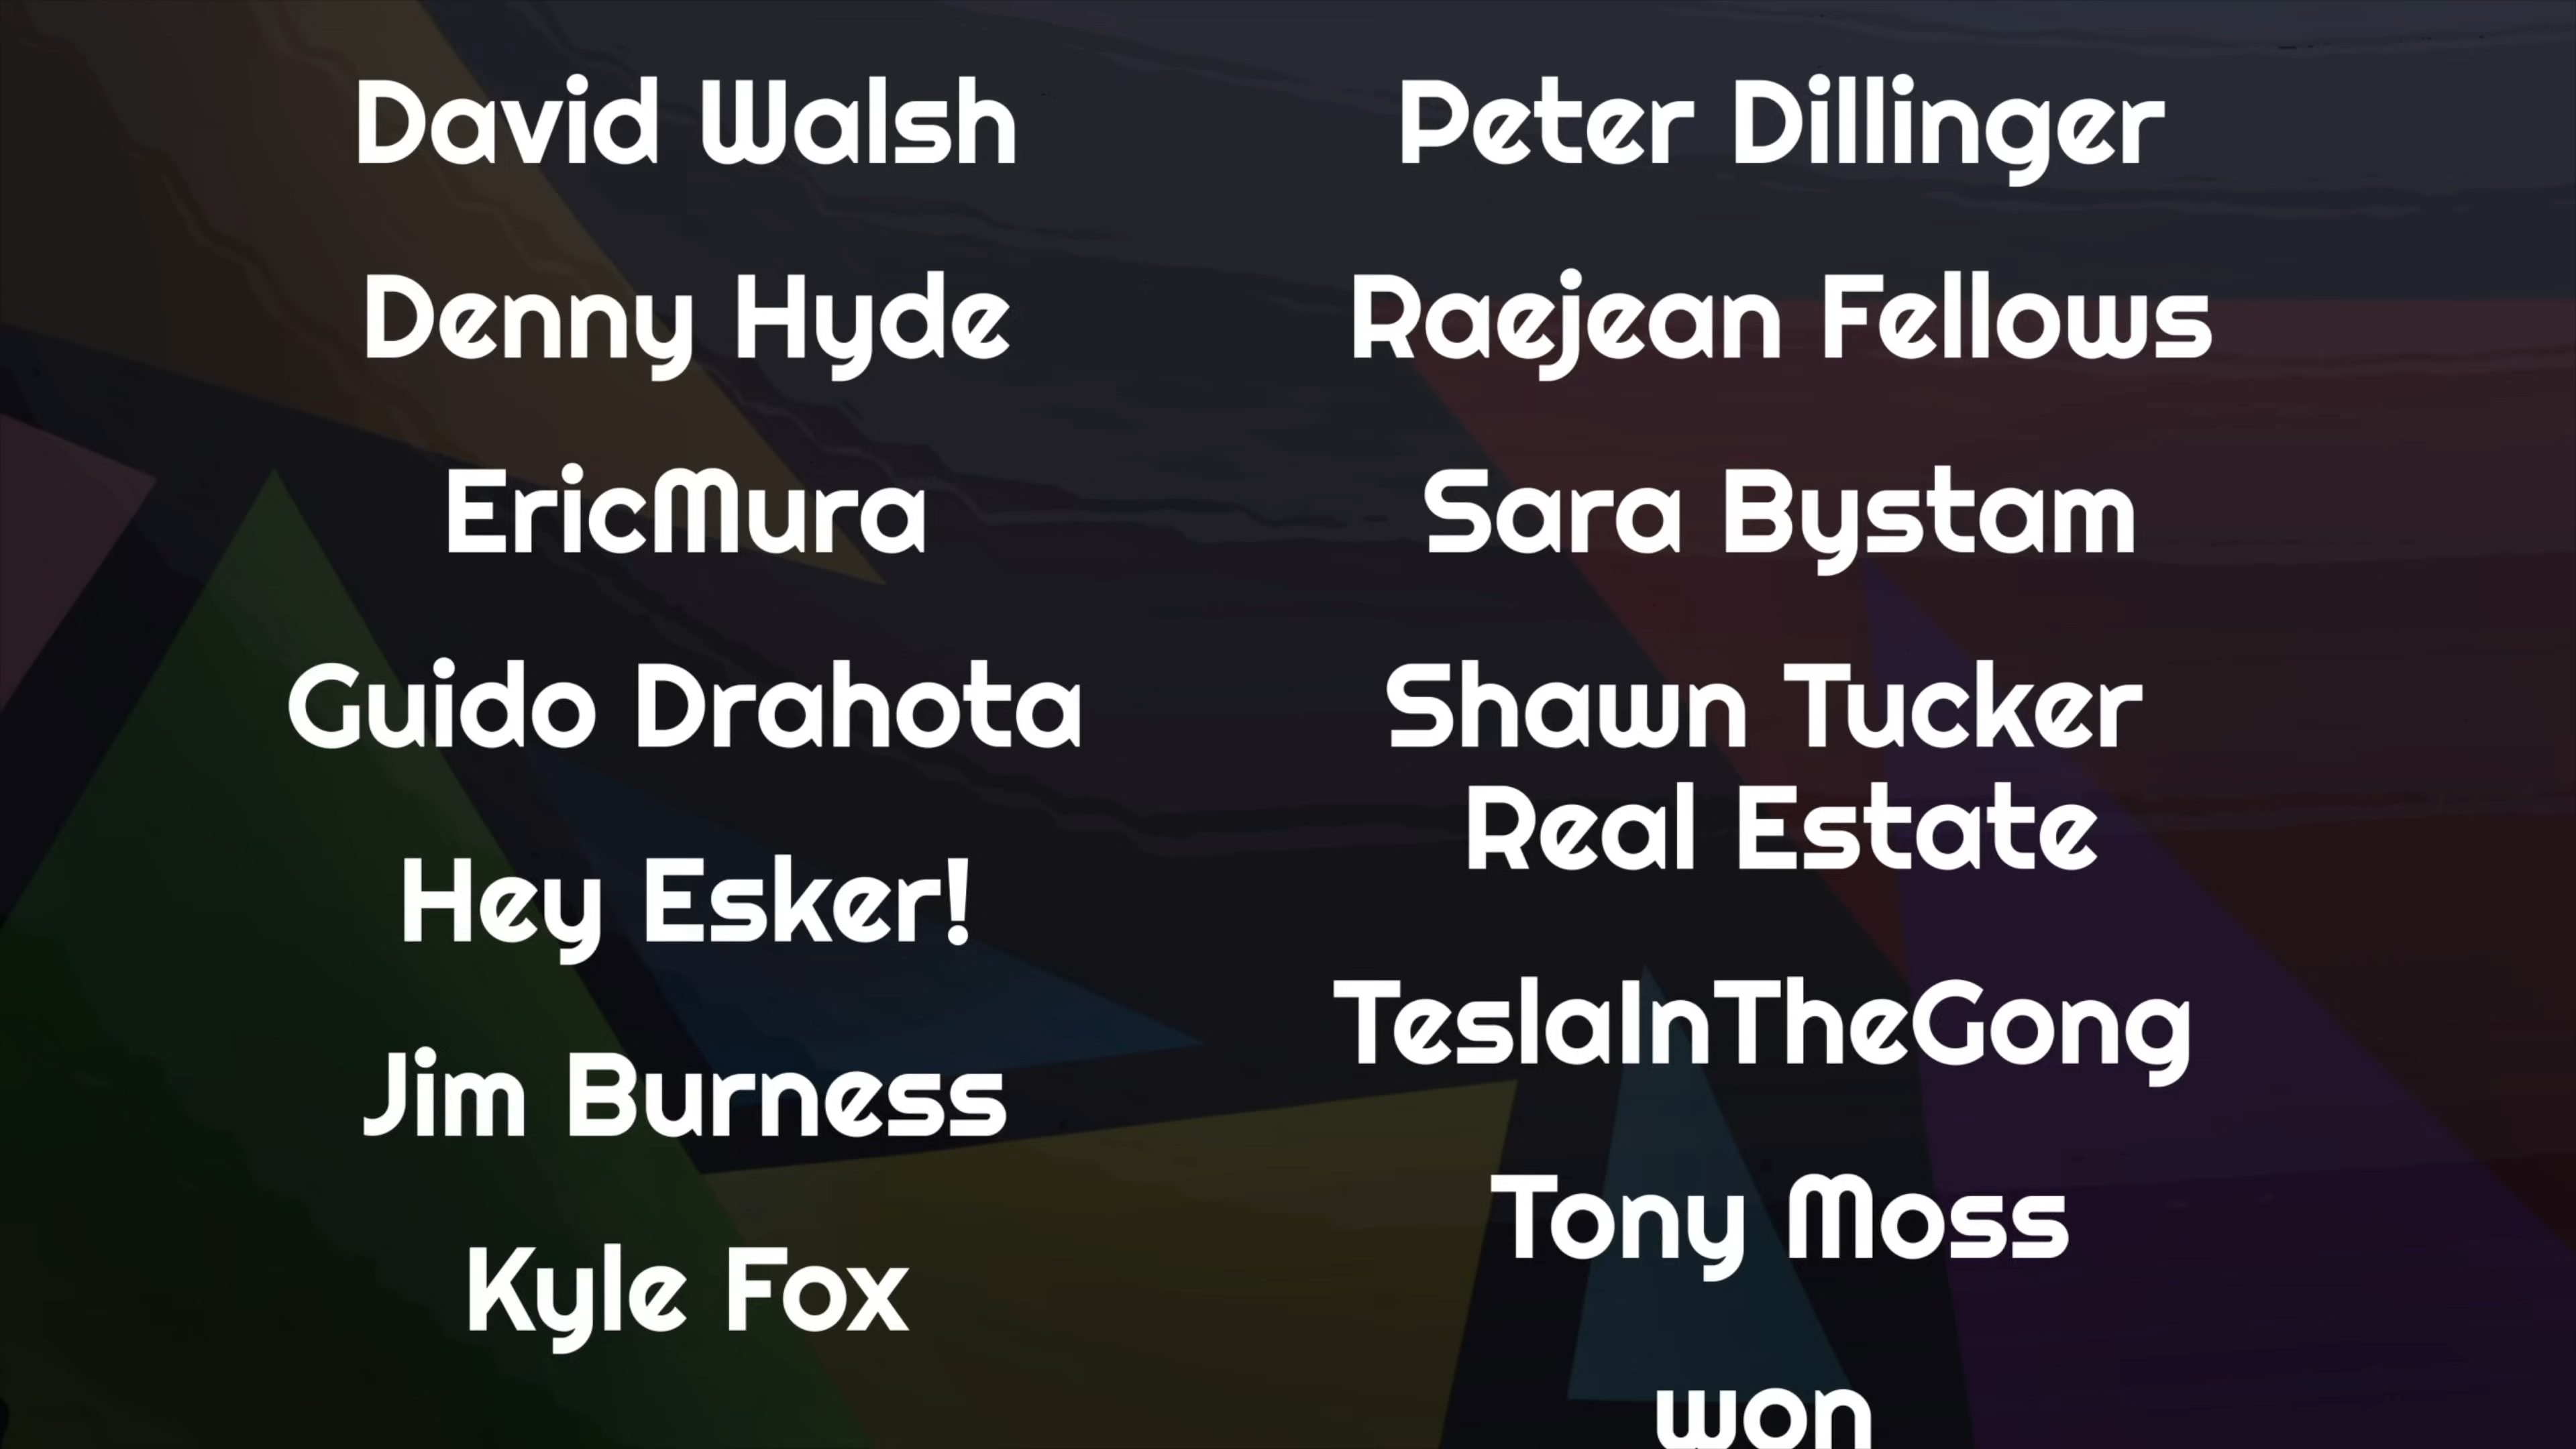 David Walsh
Denny Hyde
EricMura
Guido Drahota
Hey Esker!
Jim Burness
Kyle Fox
Peter Dillinger
Raejean Fellows
Sara Bystam
Shawn Tucker
Real Estate
TeslaInTheGong
Tony Moss
won